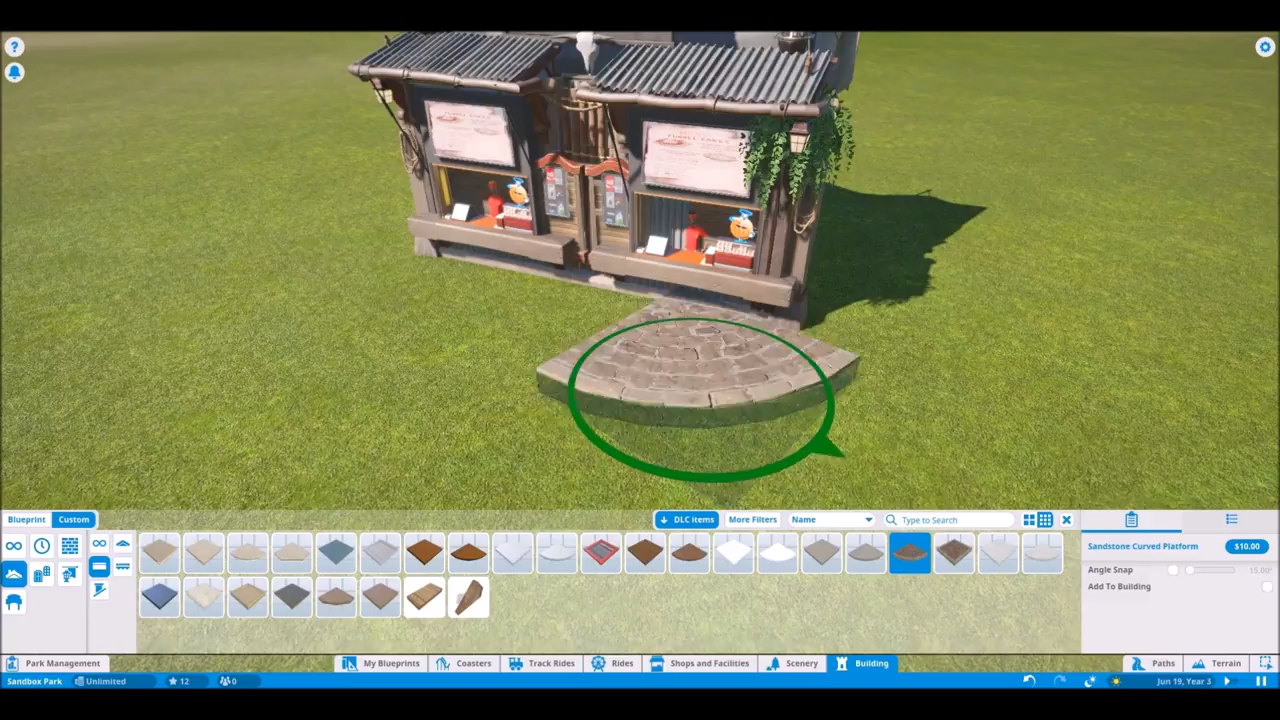 ?
Blueprint
Custom
DLC items
More Filters
Name
Type to Search
Sandstone Curved Platform
$10.00
Angle Snap
15.00°
Add To Building
Park Management
My Blueprints
Coasters
Track Rides
Rides
Shops and Facilities
Scenery
Building
Paths
Terrain
Sandbox Park
Unlimited
12
0
Jun 19, Year 3